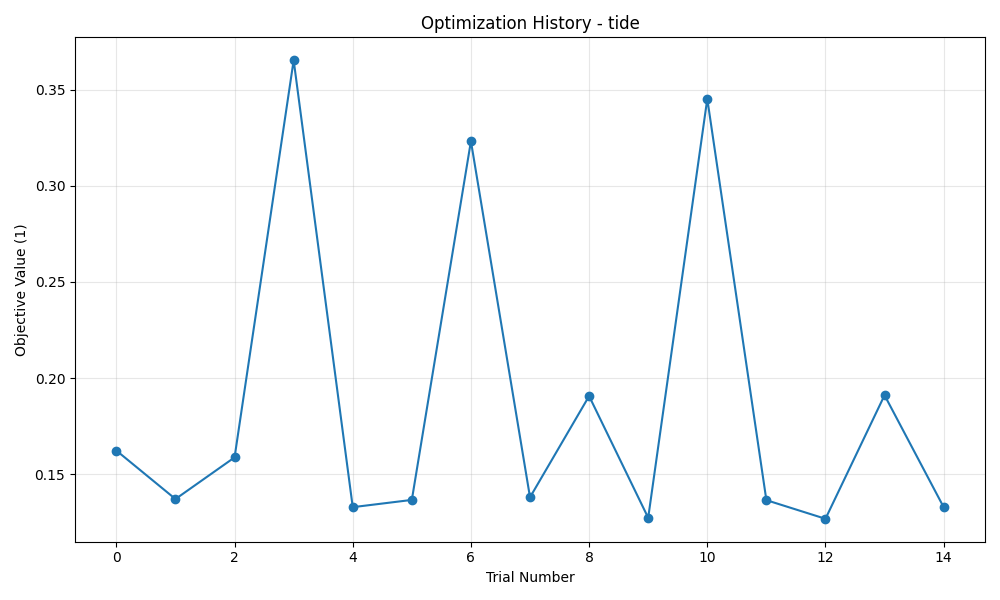 Optimization History - tide
Objective Value (1)
0.35
0.30
0.25
0.20
0.15
0 2 4 6 8 10 12 14
Trial Number